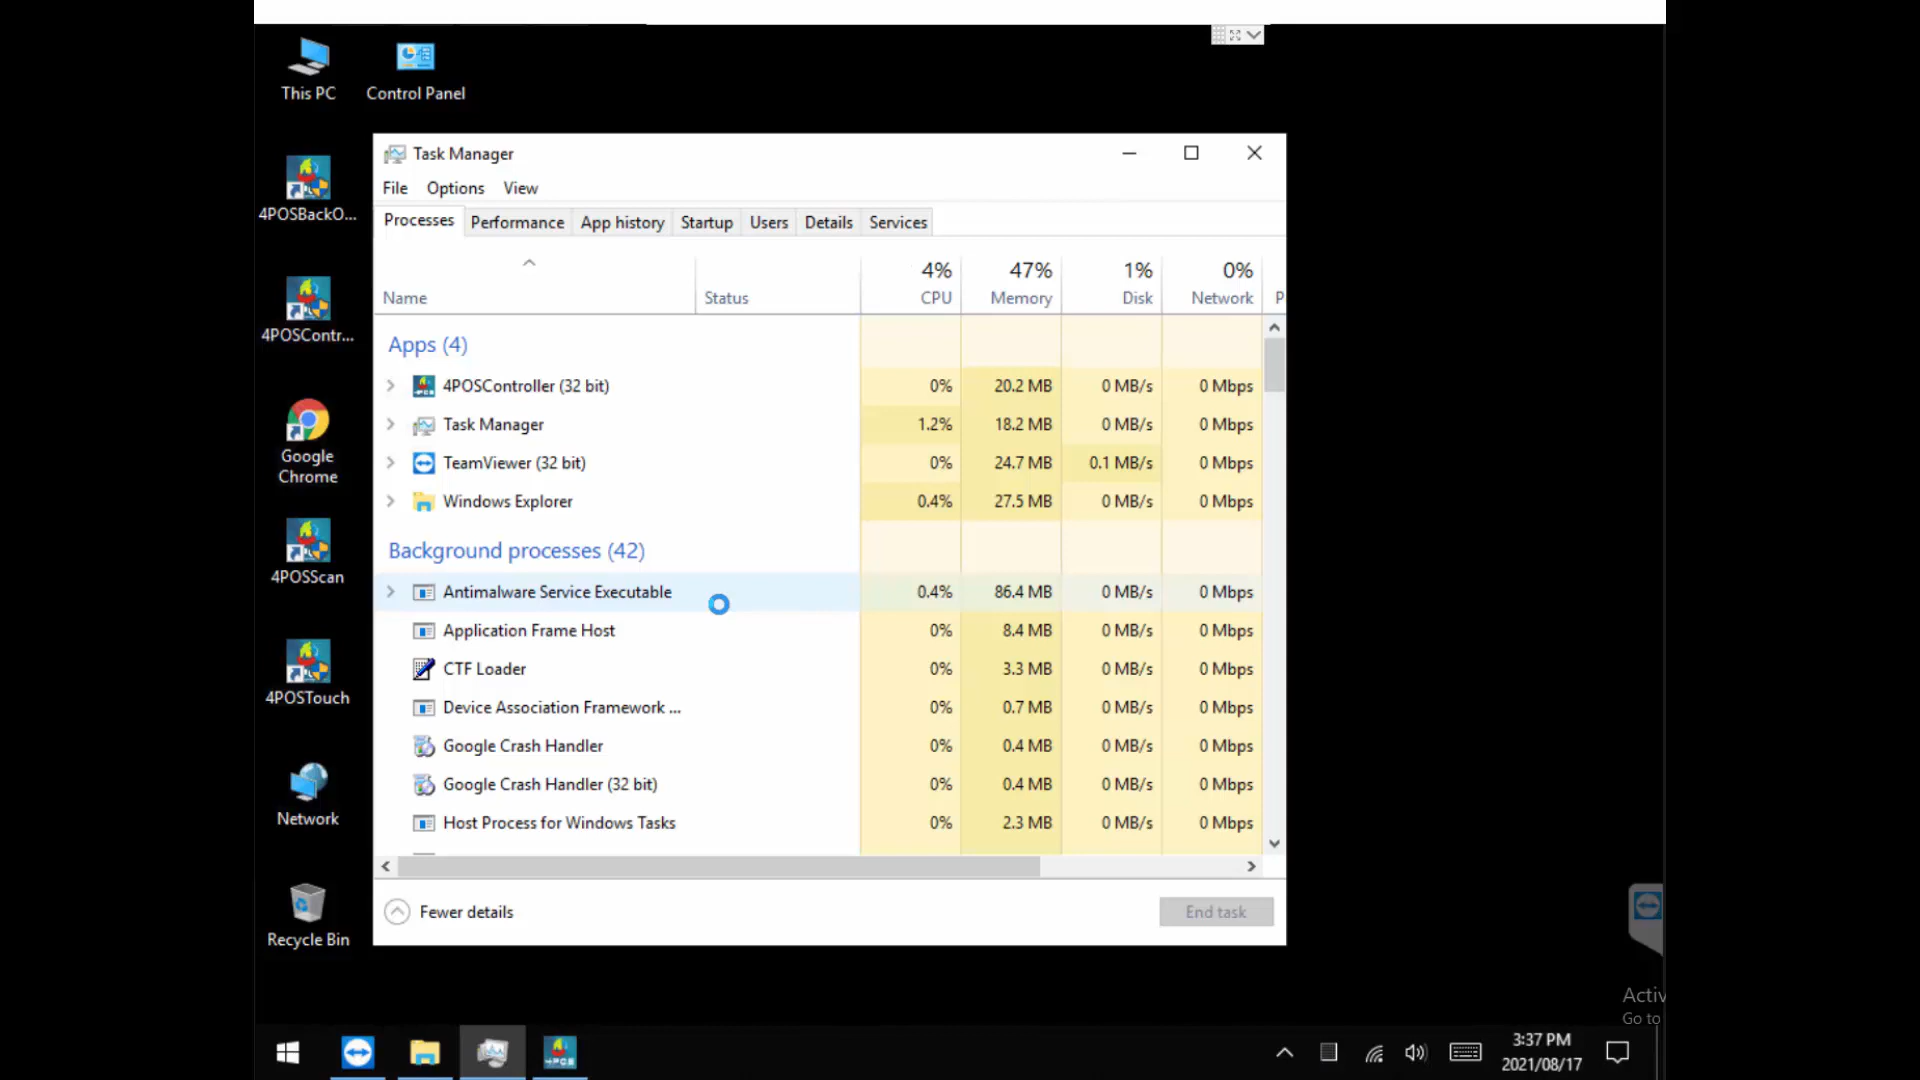 This PC
Control Panel
4POSBackO...
4POSContr...
Google
Chrome
4POSScan
4POSTouch
Network
Recycle Bin
Task Manager
File Options View
Processes Performance App history Startup Users Details Services
4% 47% 1% 0%
Name Status CPU Memory Disk Network P
Apps (4)
4POSController (32 bit) 0% 20.2 MB 0 MB/s 0 Mbps
Task Manager 1.2% 18.2 MB 0 MB/s 0 Mbps
TeamViewer (32 bit) 0% 24.7 MB 0.1 MB/s 0 Mbps
Windows Explorer 0.4% 27.5 MB 0 MB/s 0 Mbps
Background processes (42)
Antimalware Service Executable 0.4% 86.4 MB 0 MB/s 0 Mbps
Application Frame Host 0% 8.4 MB 0 MB/s 0 Mbps
CTF Loader 0% 3.3 MB 0 MB/s 0 Mbps
Device Association Framework ... 0% 0.7 MB 0 MB/s 0 Mbps
Google Crash Handler 0% 0.4 MB 0 MB/s 0 Mbps
Google Crash Handler (32 bit) 0% 0.4 MB 0 MB/s 0 Mbps
Host Process for Windows Tasks 0% 2.3 MB 0 MB/s 0 Mbps
Fewer details
End task
Activ
Go to
3:37 PM
2021/08/17